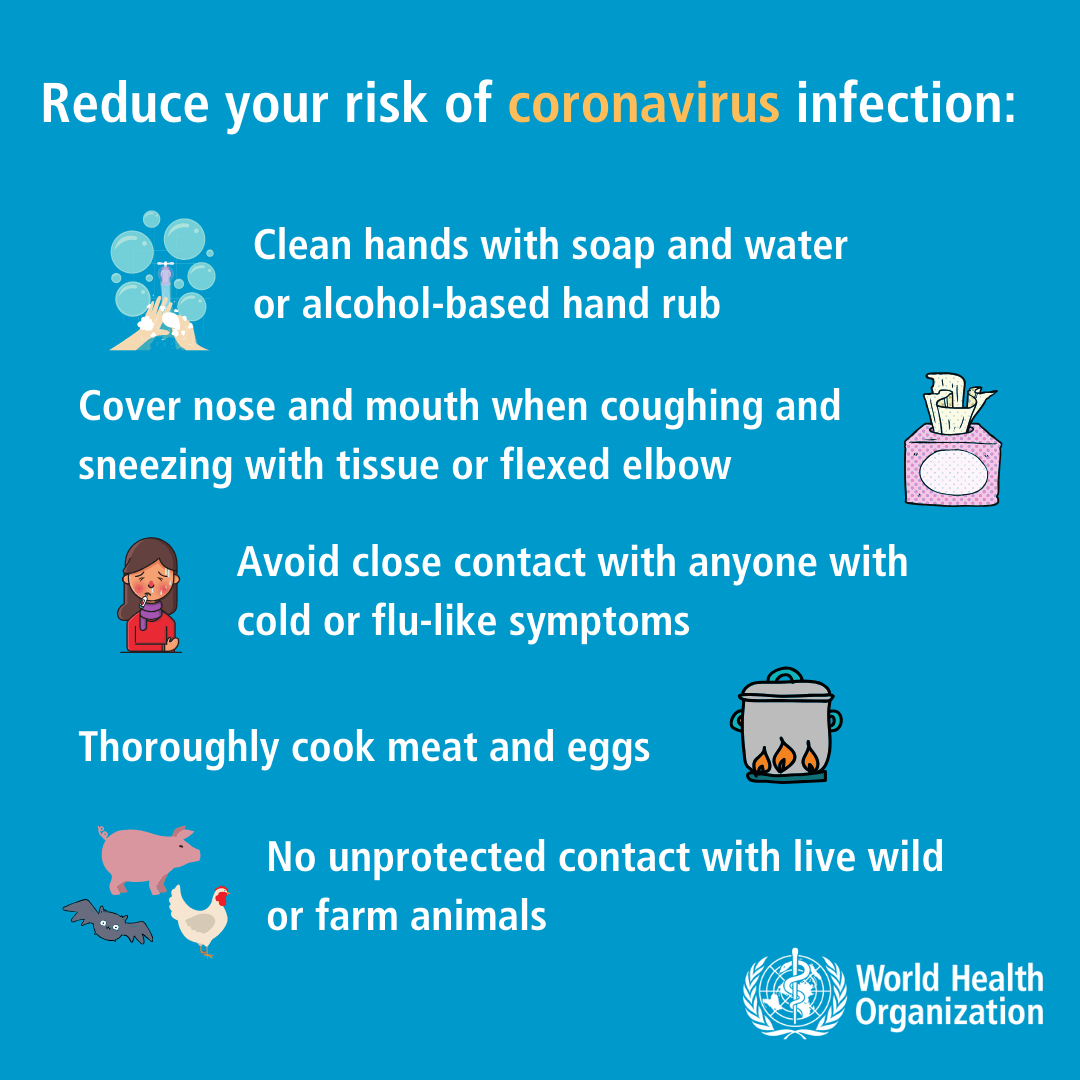 Reduce your risk of coronavirus infection:
Clean hands with soap and water
or alcohol-based hand rub
Cover nose and mouth when coughing and
sneezing with tissue or flexed elbow
Avoid close contact with anyone with
cold or flu-like symptoms
Thoroughly cook meat and eggs
No unprotected contact with live wild
or farm animals
World Health
Organization